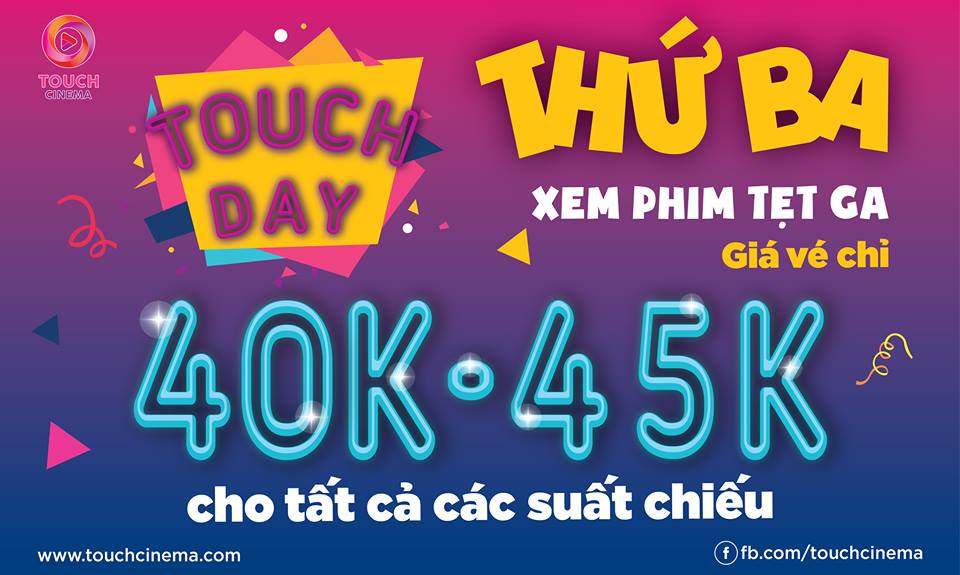 TOUCH
CINEMA
TOUCH
DAY
THỨ BA
XEM PHIM TẸT GA
Giá vé chỉ
40K • 45K
cho tất cả các suất chiếu
www.touchcinema.com
f fb.com/touchcinema